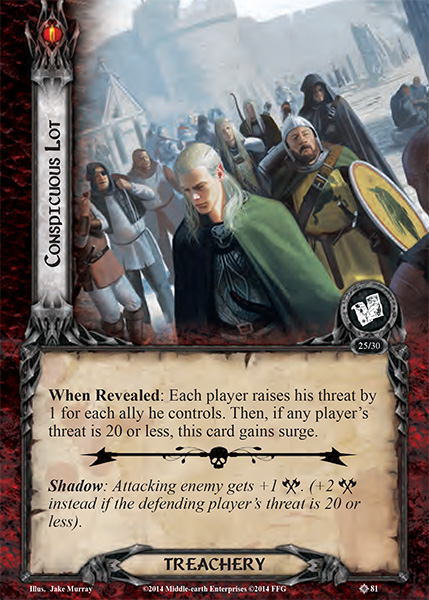 CONSPICUOUS LOT
25/30
When Revealed: Each player raises his threat by
1 for each ally he controls. Then, if any player's
threat is 20 or less, this card gains surge.
Shadow: Attacking enemy gets +1 . (+2
instead if the defending player's threat is 20 or
less).
TREACHERY
Illus. Jake Murray ©2014 Middle-earth Enterprises ©2014 FFG 81